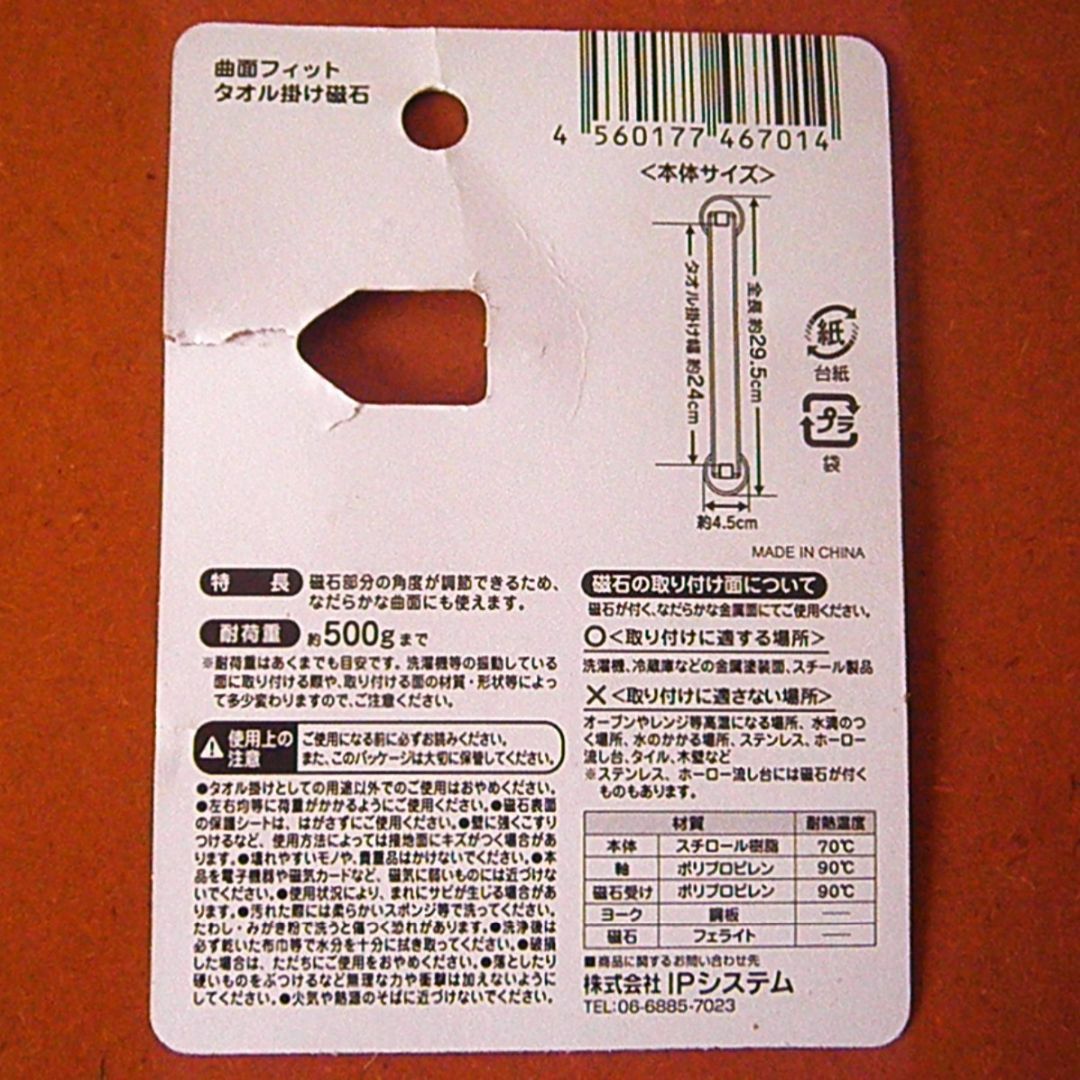 曲面フィット
タオル掛け磁石
4 560177 467014
<本体サイズ>
タオル掛け幅 約24cm
全長 約29.5cm
約4.5cm
紙
台紙
プラ
袋
MADE IN CHINA
特長
磁石部分の角度が調節できるため、
なだらかな曲面にも使えます。
耐荷重
約500gまで
※耐荷重はあくまでも目安です。洗濯機等の振動している
面に取り付ける際や、取り付ける面の材質・形状等によっ
て多少変わりますので、ご注意ください。
使用上の
注意
ご使用になる前に必ずお読みください。
また、このパッケージは大切に保管してください。
●タオル掛けとしての用途以外でのご使用はおやめください。
●左右均等に荷重がかかるようにご使用ください。●磁石表面
の保護シートは、はがさずにご使用ください。●壁に強くこすり
つけるなど、使用方法によっては接地面にキズがつく場合があ
ります。●壊れやすいモノや、貴重品はかけないでください。●本
品を電子機器や磁気カードなど、磁気に弱いものには近づけな
いでください。●使用状況により、まれにサビが生じる場合があ
ります。●汚れた際には柔らかいスポンジ等で洗ってください。
たわし・みがき粉で洗うと傷つく恐れがあります。●洗浄後は
必ず乾いた布巾等で水分を十分に拭き取ってください。●破損
した場合は、ただちにご使用をおやめください。●落としたり
硬いものをぶつけるなど無理な力や衝撃は加えないように
してください。●火気や熱源のそばに近づけないでください。
磁石の取り付け面について
磁石が付く、なだらかな金属面にてご使用ください。
○<取り付けに適する場所>
洗濯機、冷蔵庫などの金属塗装面、スチール製品
×<取り付けに適さない場所>
オーブンやレンジ等高温になる場所、水滴のつ
く場所、水のかかる場所、ステンレス、ホーロー
流し台、タイル、木壁など
※ステンレス、ホーロー流し台には磁石が付く
ものもあります。
材質 耐熱温度
本体 スチロール樹脂 70℃
軸 ポリプロピレン 90℃
磁石受け ポリプロピレン 90℃
ヨーク 鋼板 ——
磁石 フェライト ——
■商品に関するお問い合わせ先
株式会社 IPシステム
TEL:06-6885-7023